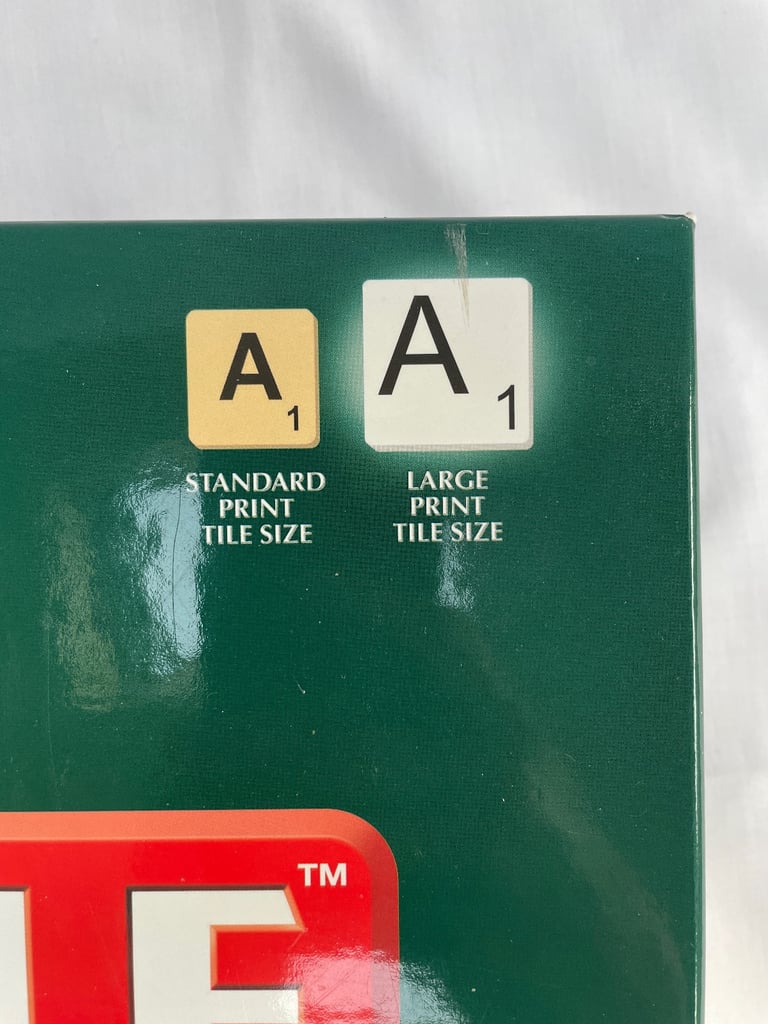 A
1
A
1
STANDARD
PRINT
TILE SIZE
LARGE
PRINT
TILE SIZE
TM